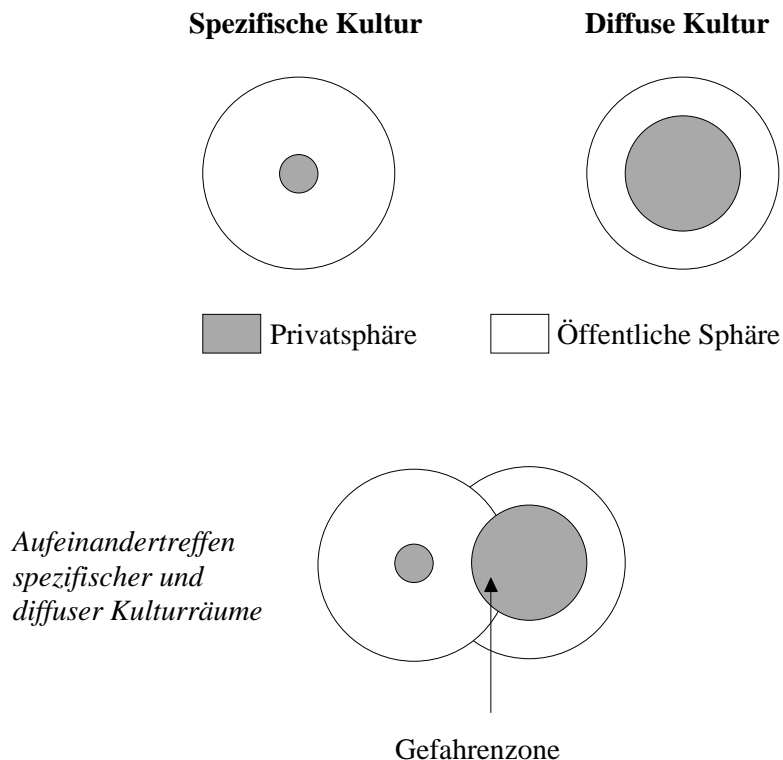 Spezifische Kultur
Diffuse Kultur
Privatsphäre
Öffentliche Sphäre
Aufeinandertreffen
spezifischer und
diffuser Kulturräume
Gefahrenzone